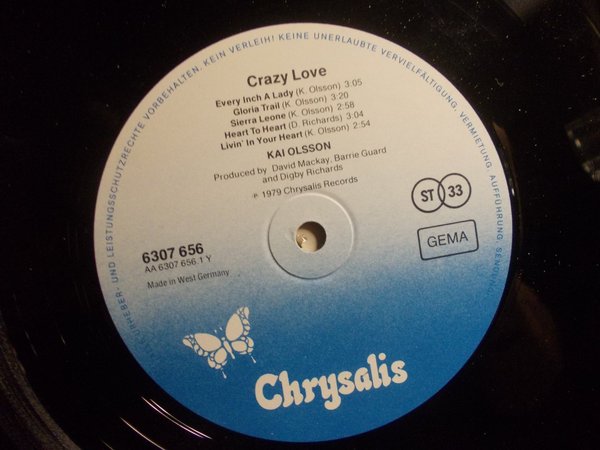 URHEBER- UND LEISTUNGSSCHUTZRECHTE VORBEHALTEN. KEIN VERLEIH! KEINE UNERLAUBTE VERVIELFÄLTIGUNG, VERMIETUNG, AUFFÜHRUNG, SENDUNG
Crazy Love
Every Inch A Lady (K. Olsson) 3:05
Gloria Trail (K. Olsson) 3:20
Sierra Leone (K. Olsson) 2:58
Heart To Heart (D. Richards) 3:04
Livin' In Your Heart (K. Olsson) 2:54
KAI OLSSON
Produced by David Mackay, Barrie Guard
and Digby Richards
℗ 1979 Chrysalis Records
ST 33
GEMA
6307 656
AA 6307 656.1 Y
Made in West Germany
Chrysalis